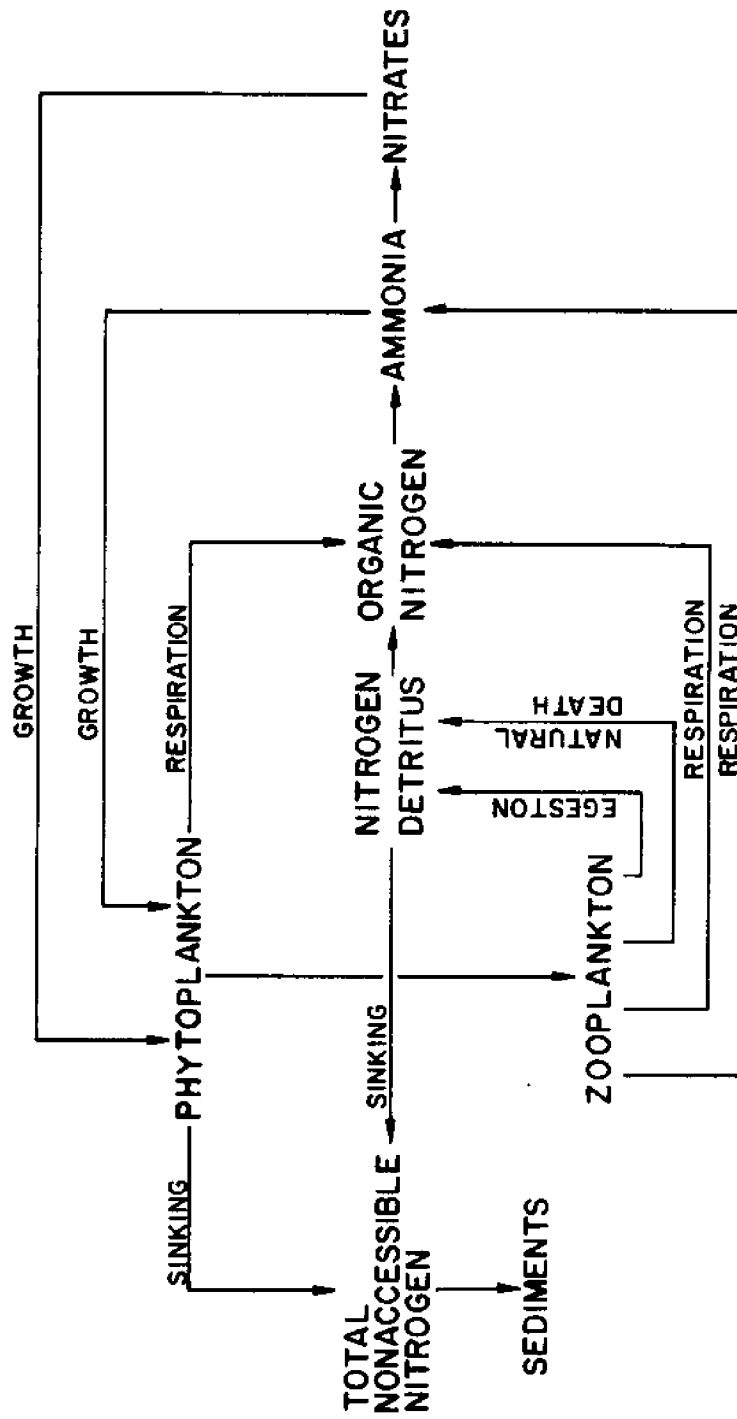 GROWTH
GROWTH
SINKING
PHYTOPLANKTON
RESPIRATION
TOTAL
NONACCESSIBLE
NITROGEN
SINKING
NITROGEN
DETRITUS
ORGANIC
NITROGEN
AMMONIA
NITRATES
SEDIMENTS
EGESTON
NATURAL
DEATH
ZOOPLANKTON
RESPIRATION
RESPIRATION